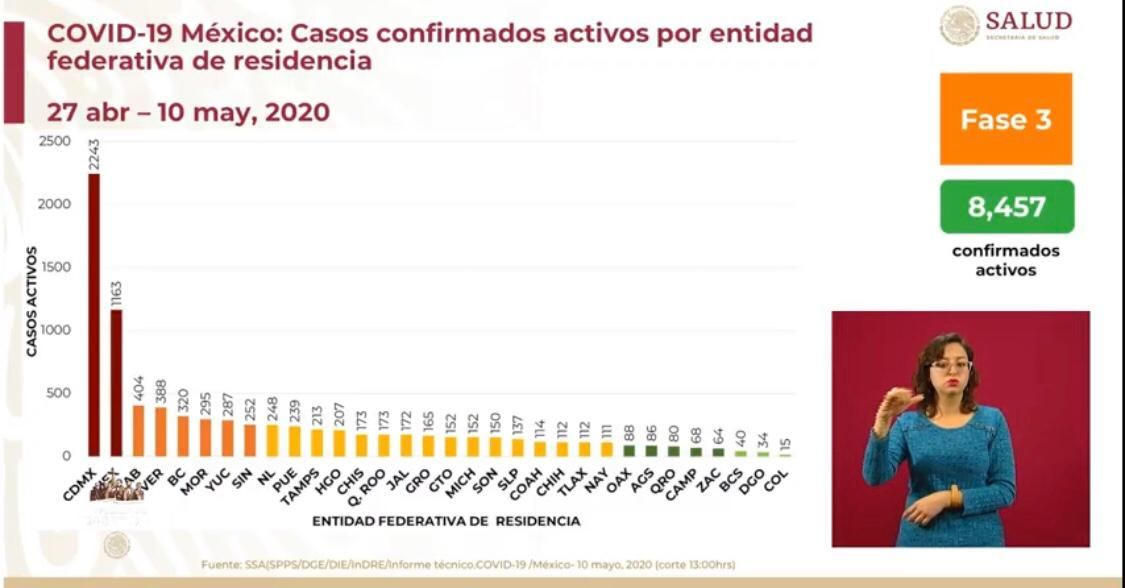 COVID-19 México: Casos confirmados activos por entidad
federativa de residencia
27 abr – 10 may, 2020
SALUD
SECRETARÍA DE SALUD
Fase 3
8,457
confirmados
activos
CASOS ACTIVOS
2500
2000
1500
1000
500
0
2243
1163
404
388
320
295
287
252
248
239
213
207
173
173
172
165
152
152
150
137
114
112
112
111
88
86
80
68
64
40
34
15
CDMX
AB
VER
BC
MOR
YUC
SIN
NL
PUE
TAMPS
HGO
CHIS
Q. ROO
JAL
GRO
GTO
MICH
SON
SLP
COAH
CHIH
TLAX
NAY
OAX
AGS
QRO
CAMP
ZAC
BCS
DGO
COL
ENTIDAD FEDERATIVA DE RESIDENCIA
Fuente: SSA(SPPS/DGE/DIE/InDRE/Informe técnico.COVID-19 /México- 10 mayo, 2020 (corte 13:00hrs)